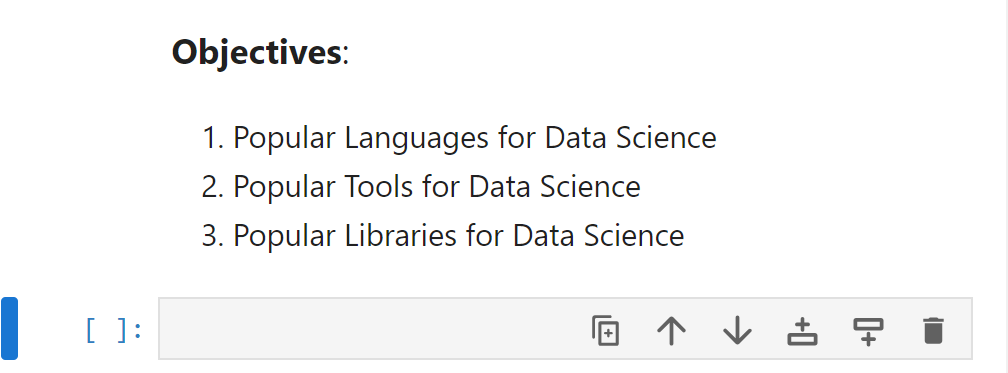 Objectives:
1. Popular Languages for Data Science
2. Popular Tools for Data Science
3. Popular Libraries for Data Science
[ ]: